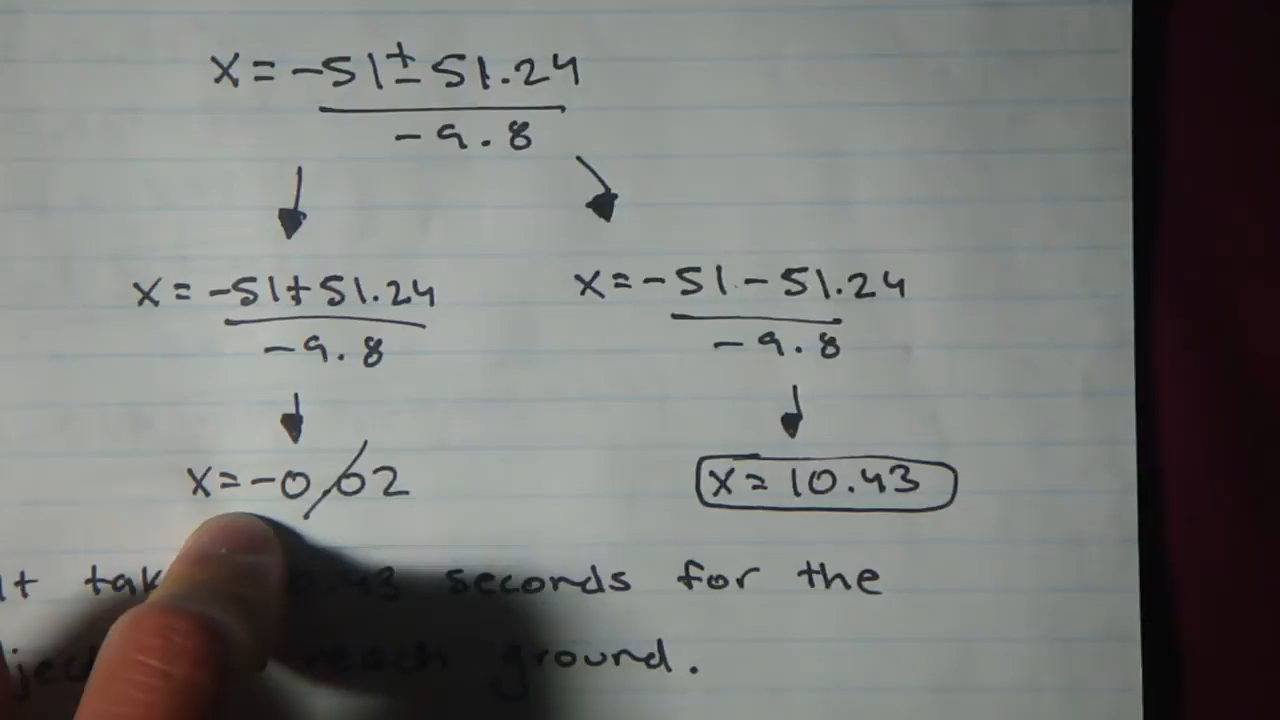 x = -51 ± 51.24
-9.8
x = -51 + 51.24 x = -51 - 51.24
-9.8 -9.8
x = -0.02 x = 10.43
seconds for the
ground.